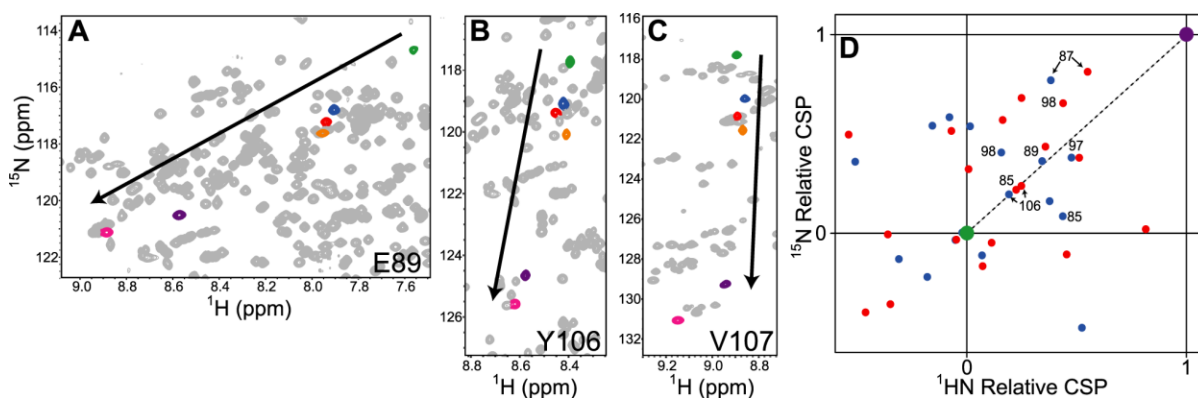 A
114
116
118
120
122
15N (ppm)
9.0 8.8 8.6 8.4 8.2 8.0 7.8 7.6
1H (ppm)
E89
B
118
120
122
124
126
8.8 8.6 8.4
1H (ppm)
Y106
C
116
118
120
122
124
126
128
130
132
9.2 9.0 8.8
1H (ppm)
V107
D
1
0
15N Relative CSP
87
98
98
89
97
85
106
85
0 1
1HN Relative CSP